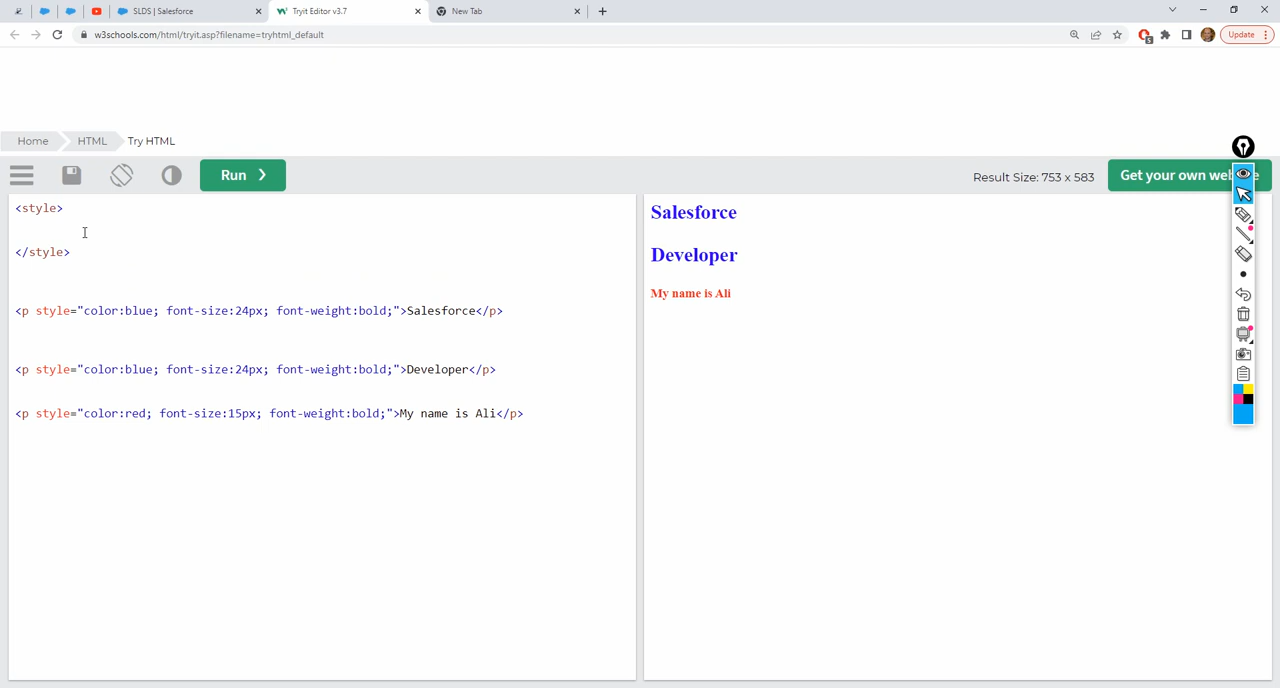 SLDS | Salesforce
Tryit Editor v3.7
New Tab
w3schools.com/html/tryit.asp?filename=tryhtml_default
5
Update
Home
HTML
Try HTML
Run ❯
Result Size: 753 x 583
Get your own we e
<style>
</style>
<p style="color:blue; font-size:24px; font-weight:bold;">Salesforce</p>
<p style="color:blue; font-size:24px; font-weight:bold;">Developer</p>
<p style="color:red; font-size:15px; font-weight:bold;">My name is Ali</p>
Salesforce
Developer
My name is Ali